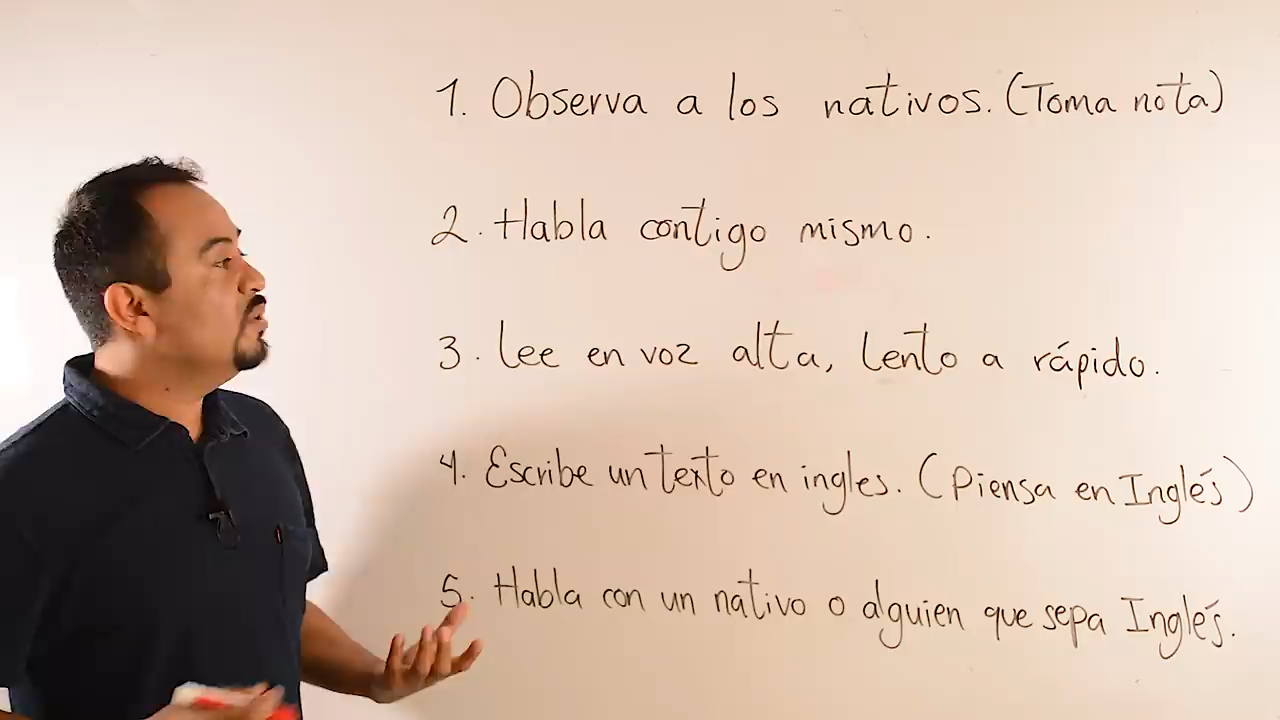 1. Observa a los nativos. (Toma nota)
2. Habla contigo mismo.
3. Lee en voz alta, lento a rápido.
4. Escribe un texto en ingles. (Piensa en Inglés)
5. Habla con un nativo o alguien que sepa Inglés.